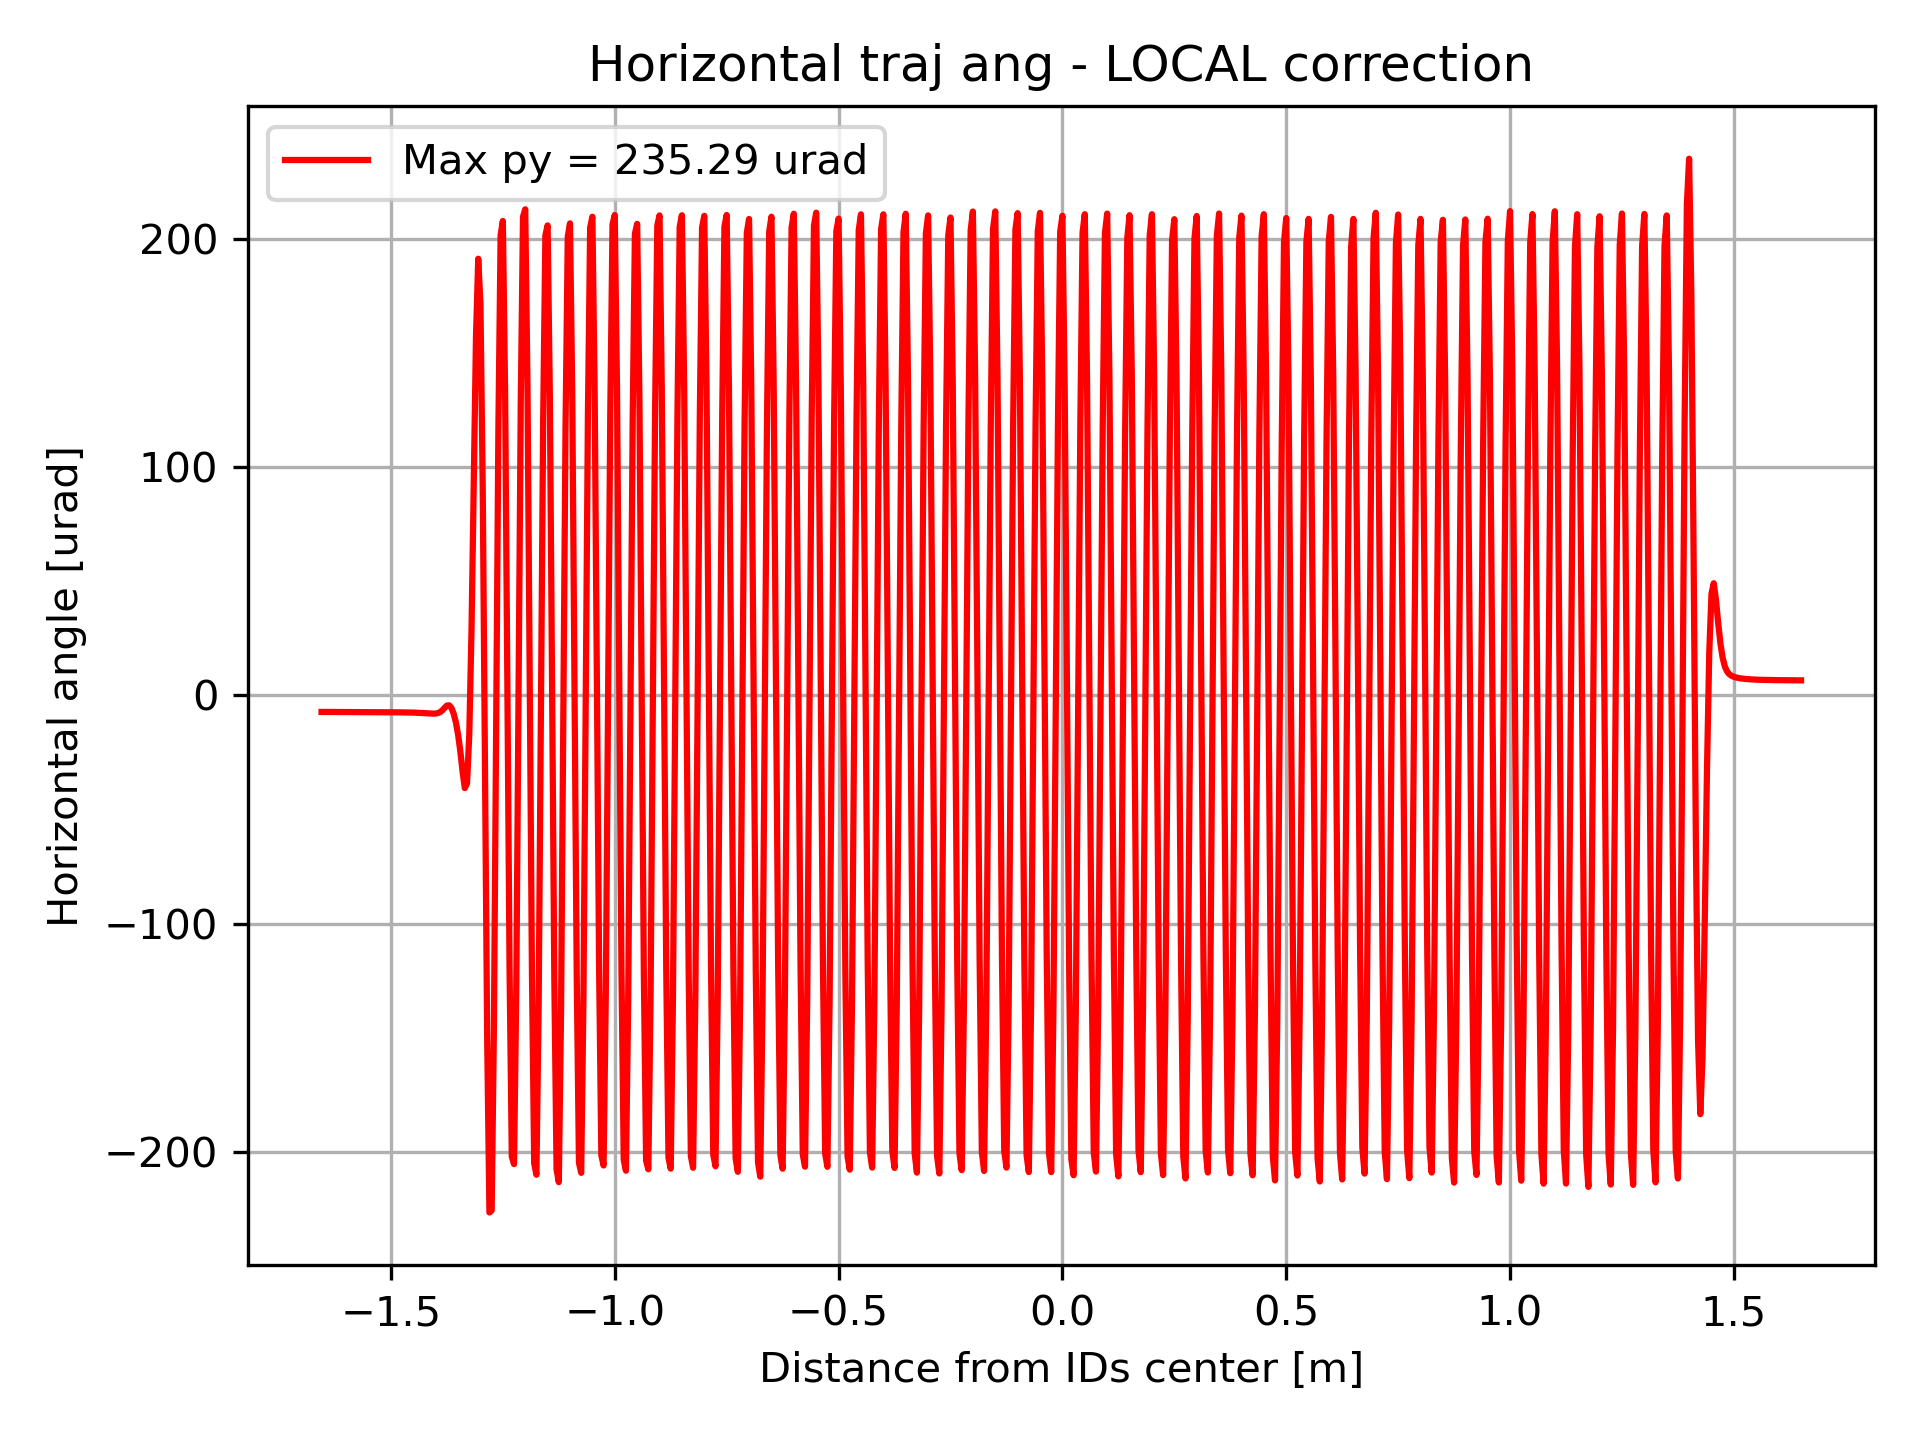 Horizontal traj ang - LOCAL correction
Max py = 235.29 urad
Horizontal angle [urad]
200
100
0
−100
−200
−1.5 −1.0 −0.5 0.0 0.5 1.0 1.5
Distance from IDs center [m]